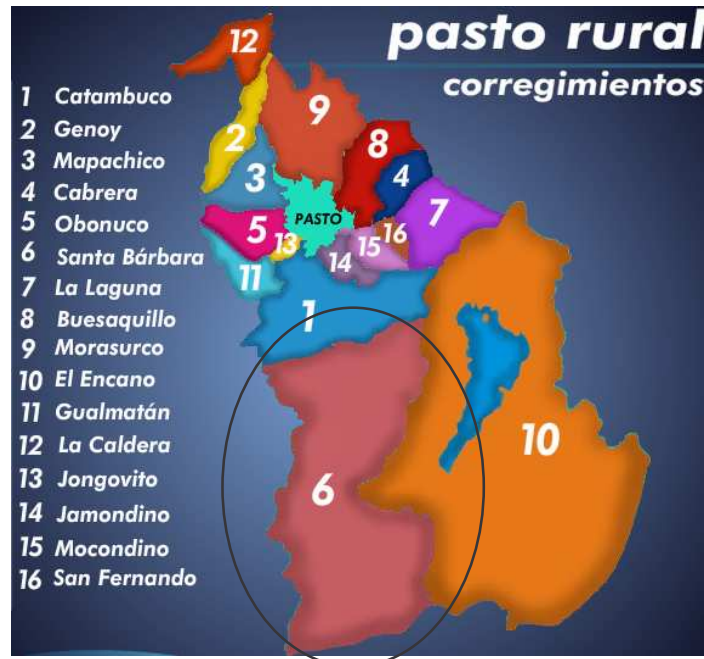 pasto rural
corregimientos
1 Catambuco
2 Genoy
3 Mapachico
4 Cabrera
5 Obonuco
6 Santa Bárbara
7 La Laguna
8 Buesaquillo
9 Morasurco
10 El Encano
11 Gualmatán
12 La Caldera
13 Jongovito
14 Jamondino
15 Mocondino
16 San Fernando
12
9
2
8
3
4
7
PASTO
5
13
16
15
14
11
1
10
6